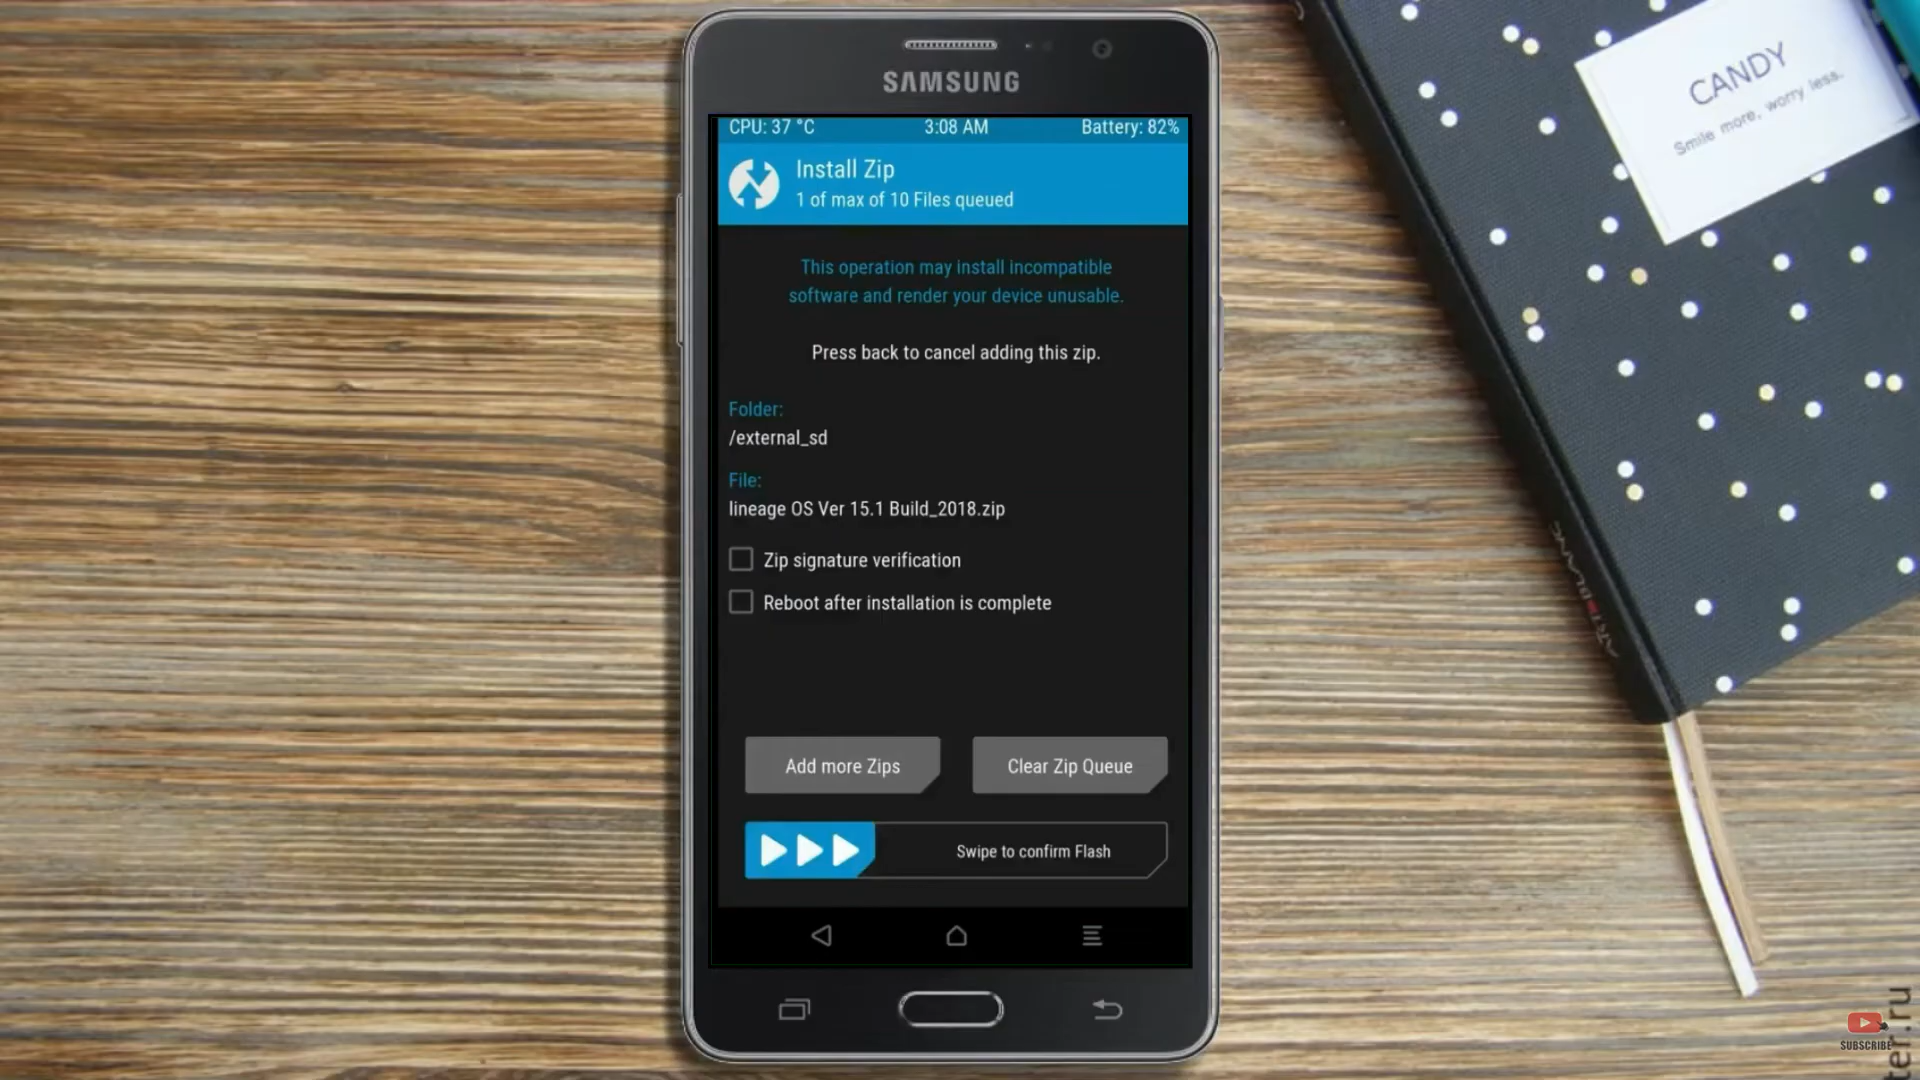 SAMSUNG
CPU: 37 °C 3:08 AM Battery: 82%
Install Zip
1 of max of 10 Files queued
This operation may install incompatible
software and render your device unusable.
Press back to cancel adding this zip.
Folder:
/external_sd
File:
lineage OS Ver 15.1 Build_2018.zip
Zip signature verification
Reboot after installation is complete
Add more Zips
Clear Zip Queue
Swipe to confirm Flash
CANDY
Smile more, worry less.
ARTBLANC
SUBSCRIBE
ter.ru